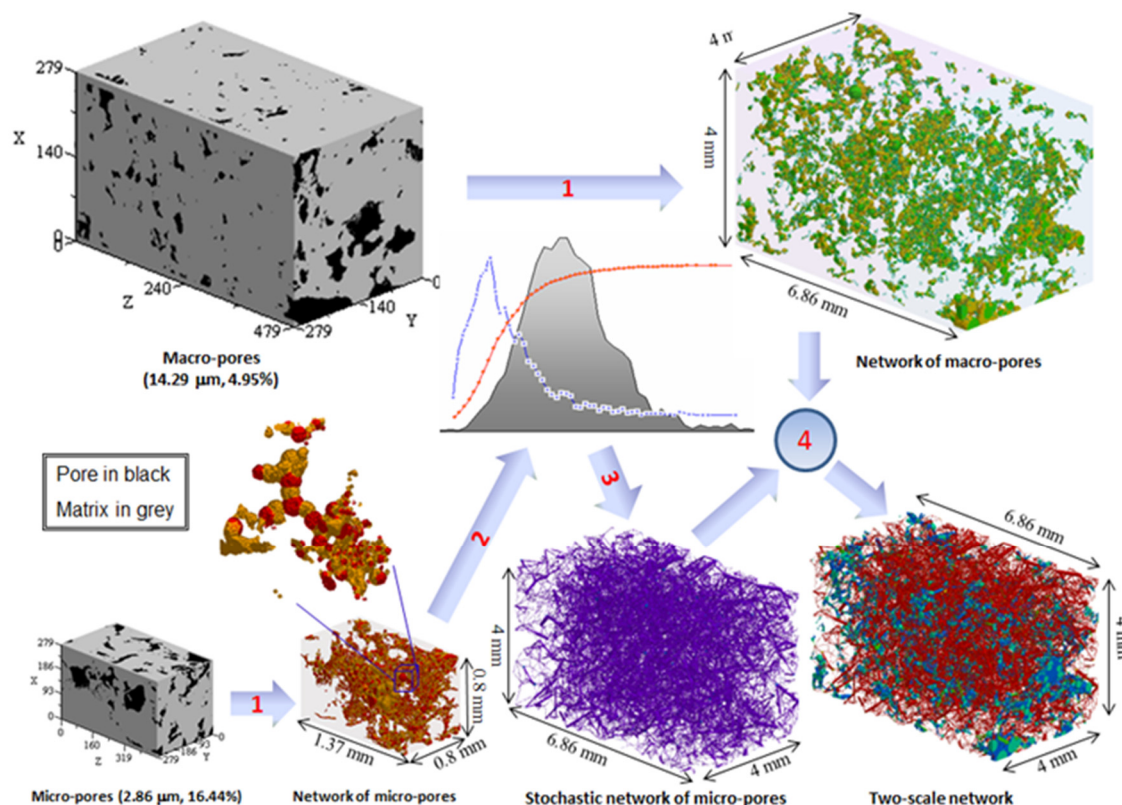 279
X
140
0
0
Z
240
479
279
140
Y
0
Macro-pores
(14.29 µm, 4.95%)
1
4 mm
6.86 mm
Network of macro-pores
4
Pore in black
Matrix in grey
2
3
279
186
X
93
0
0
160
Z
319
279
186
Y
93
0
Micro-pores (2.86 µm, 16.44%)
1
1.37 mm
0.8 mm
0.8 mm
Network of micro-pores
4 mm
6.86 mm
4 mm
Stochastic network of micro-pores
6.86 mm
4 mm
4 mm
Two-scale network